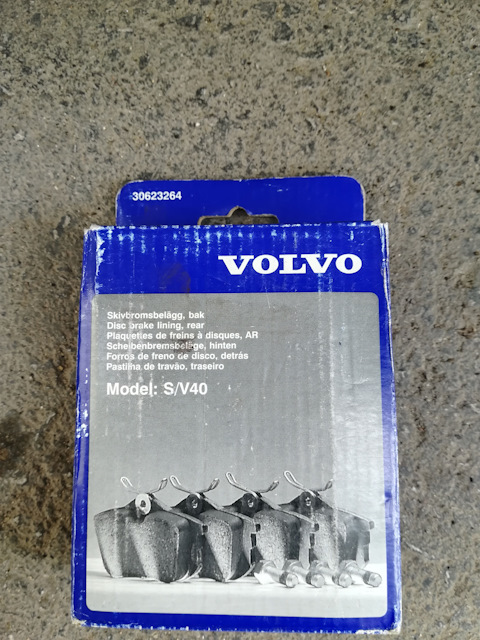 30623264
VOLVO
Skivbromsbelägg, bak
Disc brake lining, rear
Plaquettes de freins à disques, AR
Scheibenbremsbeläge, hinten
Forros de freno de disco, detrás
Pastilha de travão, traseiro
Model: S/V40